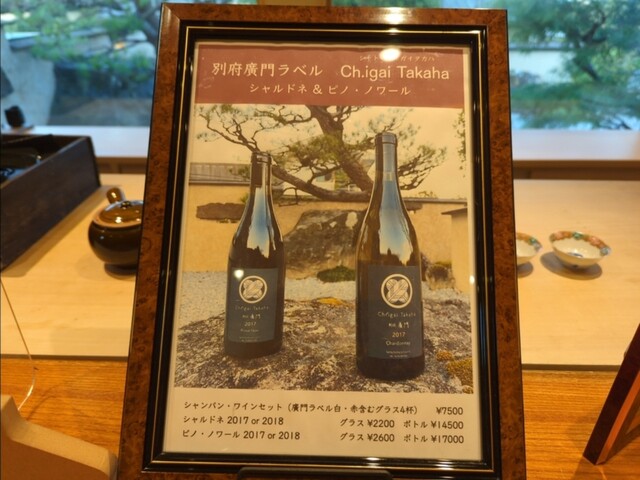 シャトー・イガイタカハ
別府廣門ラベル Ch.igai Takaha
シャルドネ & ピノ・ノワール
Ch.igai Takaha
廣門
2017
Ch.igai Takaha
廣門
2017
Chardonnay
シャンパン・ワインセット（廣門ラベル白・赤含むグラス4杯） ¥7500
シャルドネ 2017 or 2018 グラス ¥2200 ボトル ¥14500
ピノ・ノワール 2017 or 2018 グラス ¥2600 ボトル ¥17000